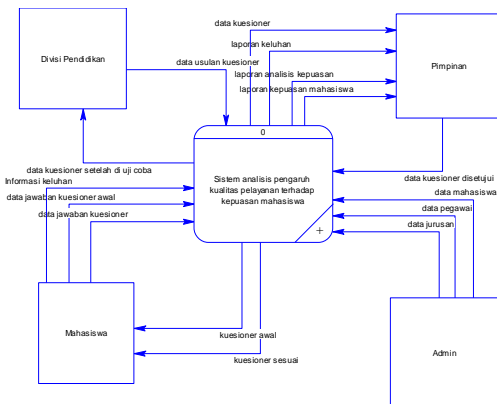 data kuesioner
Divisi Pendidikan
laporan keluhan
data usulan kuesioner
Pimpinan
laporan analisis kepuasan
laporan kepuasan mahasiswa
0
data kuesioner setelah di uji coba
Informasi keluhan
data jawaban kuesioner awal
data jawaban kuesioner
Sistem analisis pengaruh
kualitas pelayanan terhadap
kepuasan mahasiswa
+
data kuesioner disetujui
data mahasiswa
data pegawai
data jurusan
Mahasiswa
kuesioner awal
kuesioner sesuai
Admin